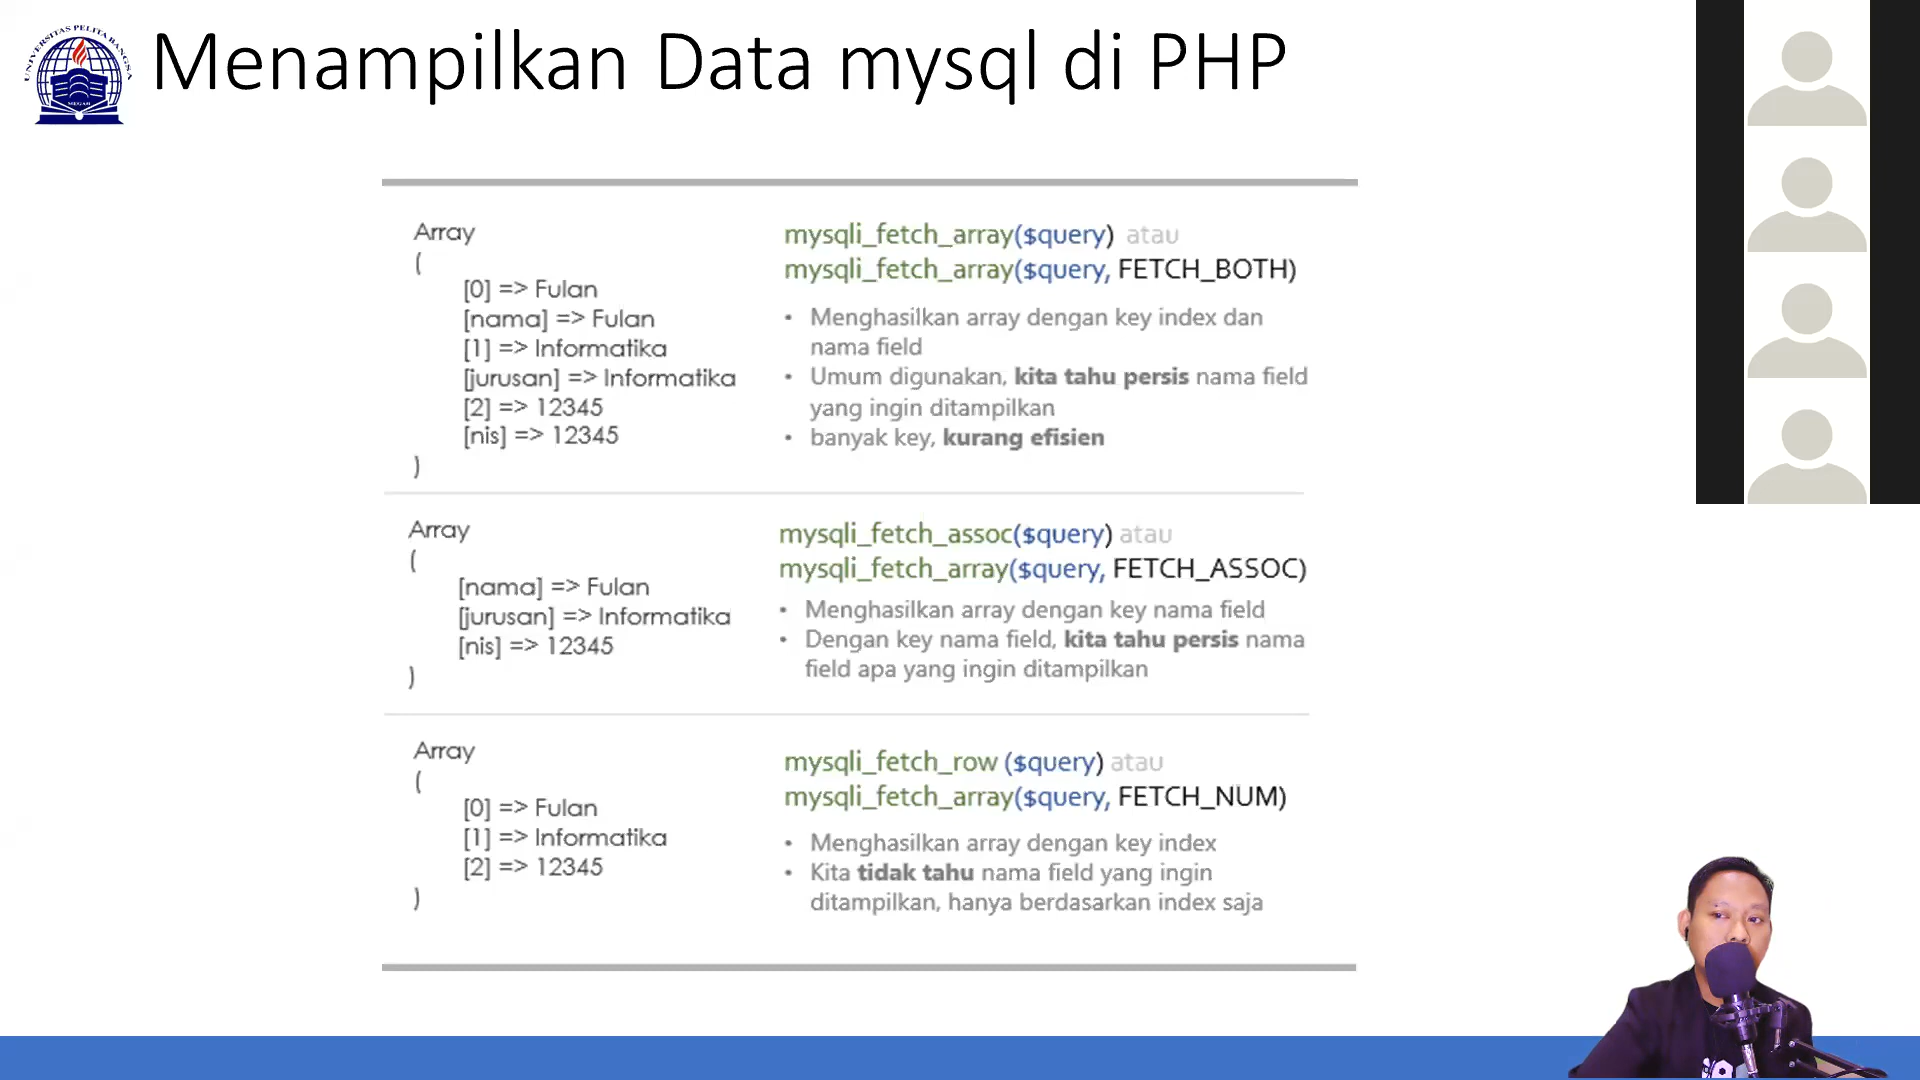 UNIVERSITAS PELITA BANGSA
Menampilkan Data mysql di PHP
Array
(
[0] => Fulan
[nama] => Fulan
[1] => Informatika
[jurusan] => Informatika
[2] => 12345
[nis] => 12345
)
mysqli_fetch_array($query) atau
mysqli_fetch_array($query, FETCH_BOTH)
• Menghasilkan array dengan key index dan
nama field
• Umum digunakan, kita tahu persis nama field
yang ingin ditampilkan
• banyak key, kurang efisien
Array
(
[nama] => Fulan
[jurusan] => Informatika
[nis] => 12345
)
mysqli_fetch_assoc($query) atau
mysqli_fetch_array($query, FETCH_ASSOC)
• Menghasilkan array dengan key nama field
• Dengan key nama field, kita tahu persis nama
field apa yang ingin ditampilkan
Array
(
[0] => Fulan
[1] => Informatika
[2] => 12345
)
mysqli_fetch_row ($query) atau
mysqli_fetch_array($query, FETCH_NUM)
• Menghasilkan array dengan key index
• Kita tidak tahu nama field yang ingin
ditampilkan, hanya berdasarkan index saja